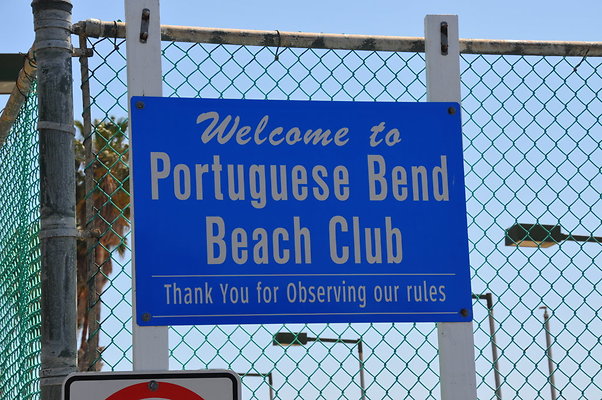 Welcome to
Portuguese Bend
Beach Club
Thank You for Observing our rules